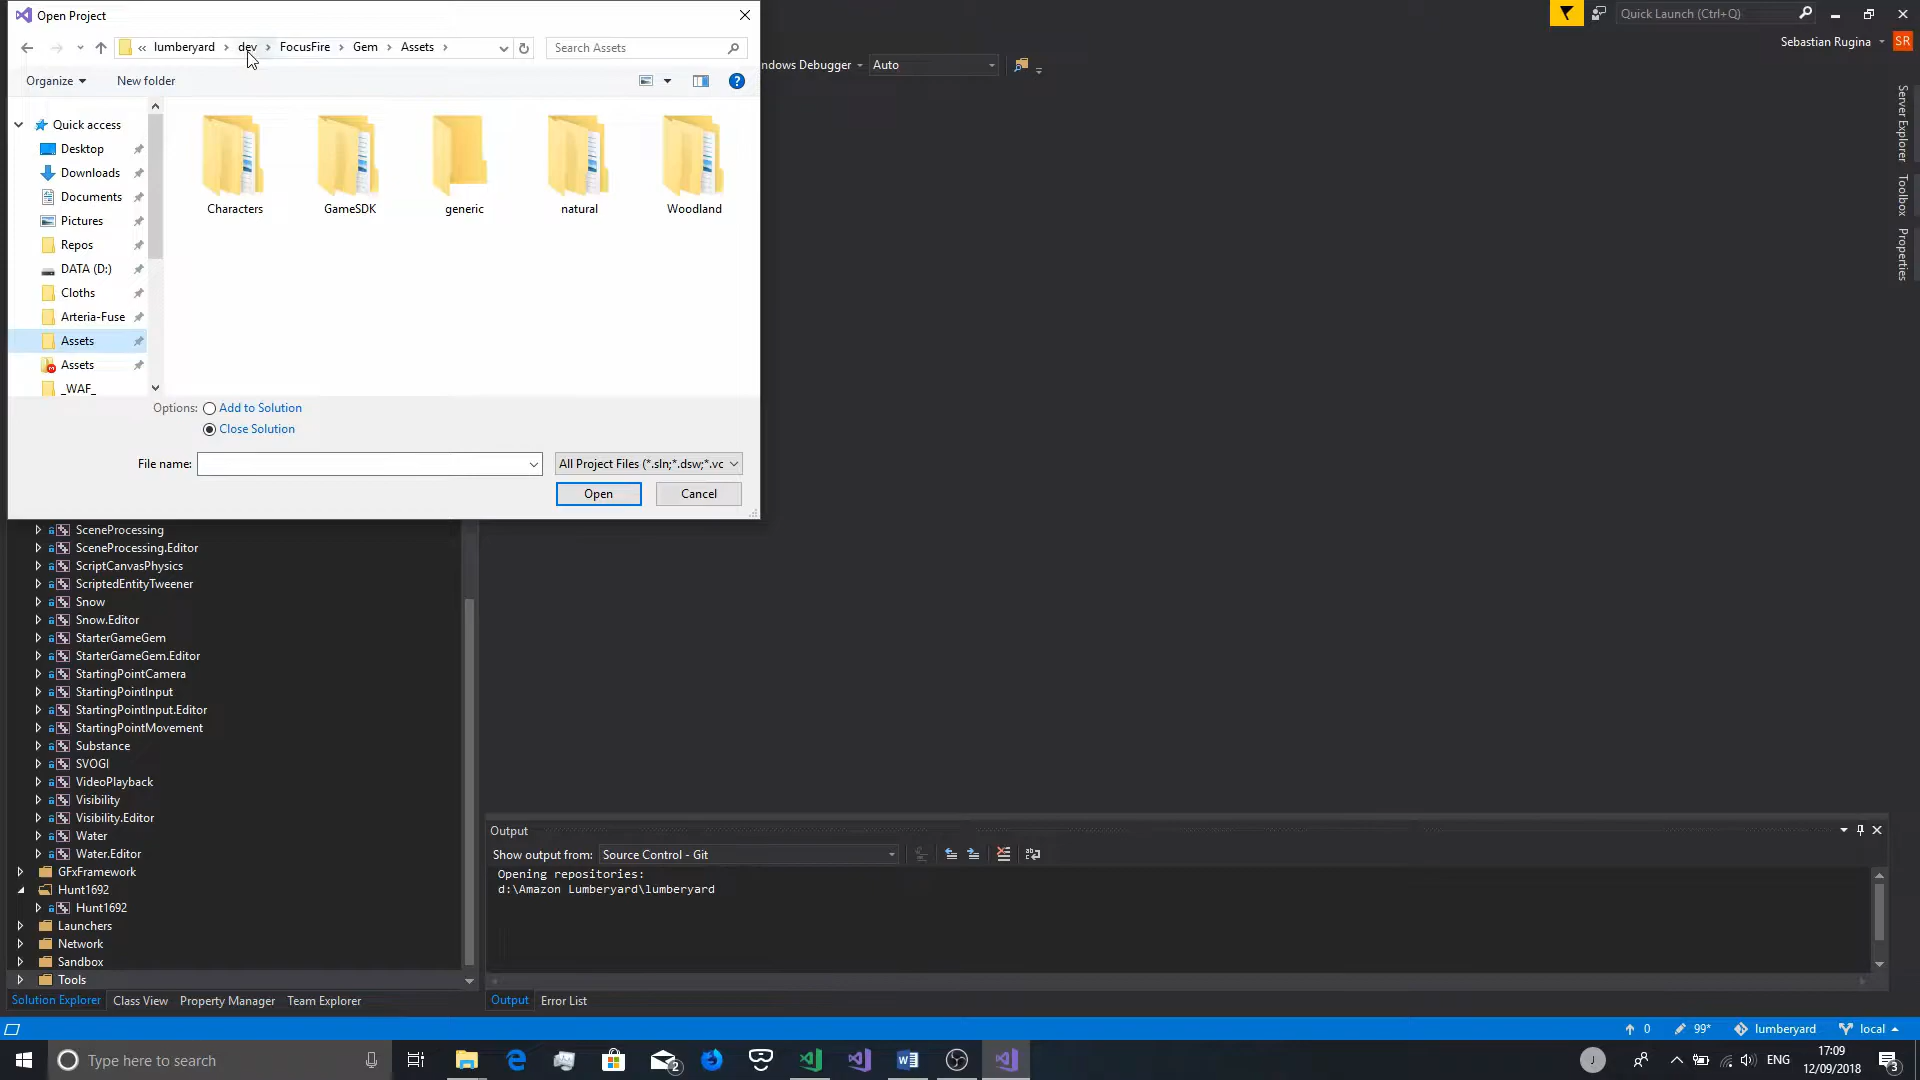 Open Project
Quick Launch (Ctrl+Q)
Sebastian Rugina
SR
« lumberyard › dev › FocusFire › Gem › Assets ›
Search Assets
ndows Debugger
Auto
Organize
New folder
Quick access
Desktop
Downloads
Documents
Pictures
Repos
DATA (D:)
Cloths
Arteria-Fuse
Assets
Assets
_WAF_
Characters
GameSDK
generic
natural
Woodland
Server Explorer
Toolbox
Properties
Options:
Add to Solution
Close Solution
File name:
All Project Files (*.sln;*.dsw;*.vc
Open
Cancel
SceneProcessing
SceneProcessing.Editor
ScriptCanvasPhysics
ScriptedEntityTweener
Snow
Snow.Editor
StarterGameGem
StarterGameGem.Editor
StartingPointCamera
StartingPointInput
StartingPointInput.Editor
StartingPointMovement
Substance
SVOGI
VideoPlayback
Visibility
Visibility.Editor
Water
Water.Editor
GFxFramework
Hunt1692
Hunt1692
Launchers
Network
Sandbox
Tools
Solution Explorer
Class View
Property Manager
Team Explorer
Output
Show output from:
Source Control - Git
Opening repositories:
d:\Amazon Lumberyard\lumberyard
Output
Error List
0
99*
lumberyard
local
Type here to search
2
J
ENG
17:09
12/09/2018
3